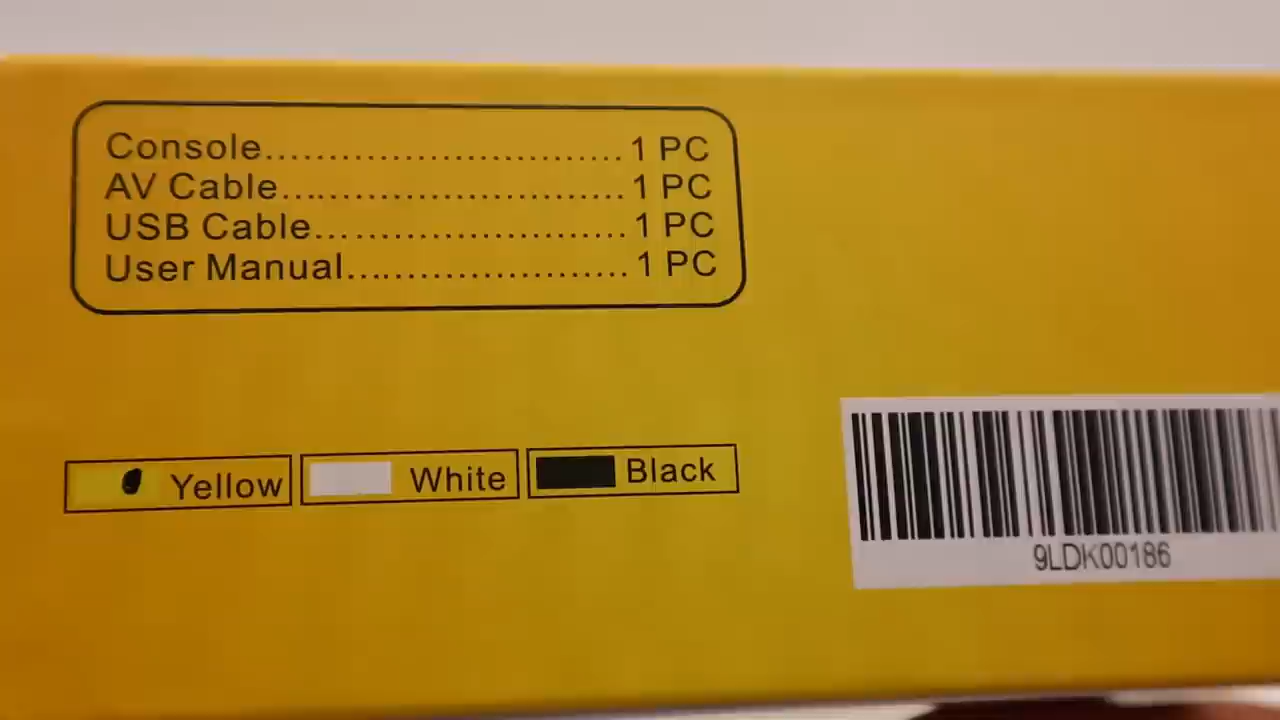 Console............................1 PC
AV Cable...........................1 PC
USB Cable.........................1 PC
User Manual.......................1 PC
Yellow White Black
9LDK00186